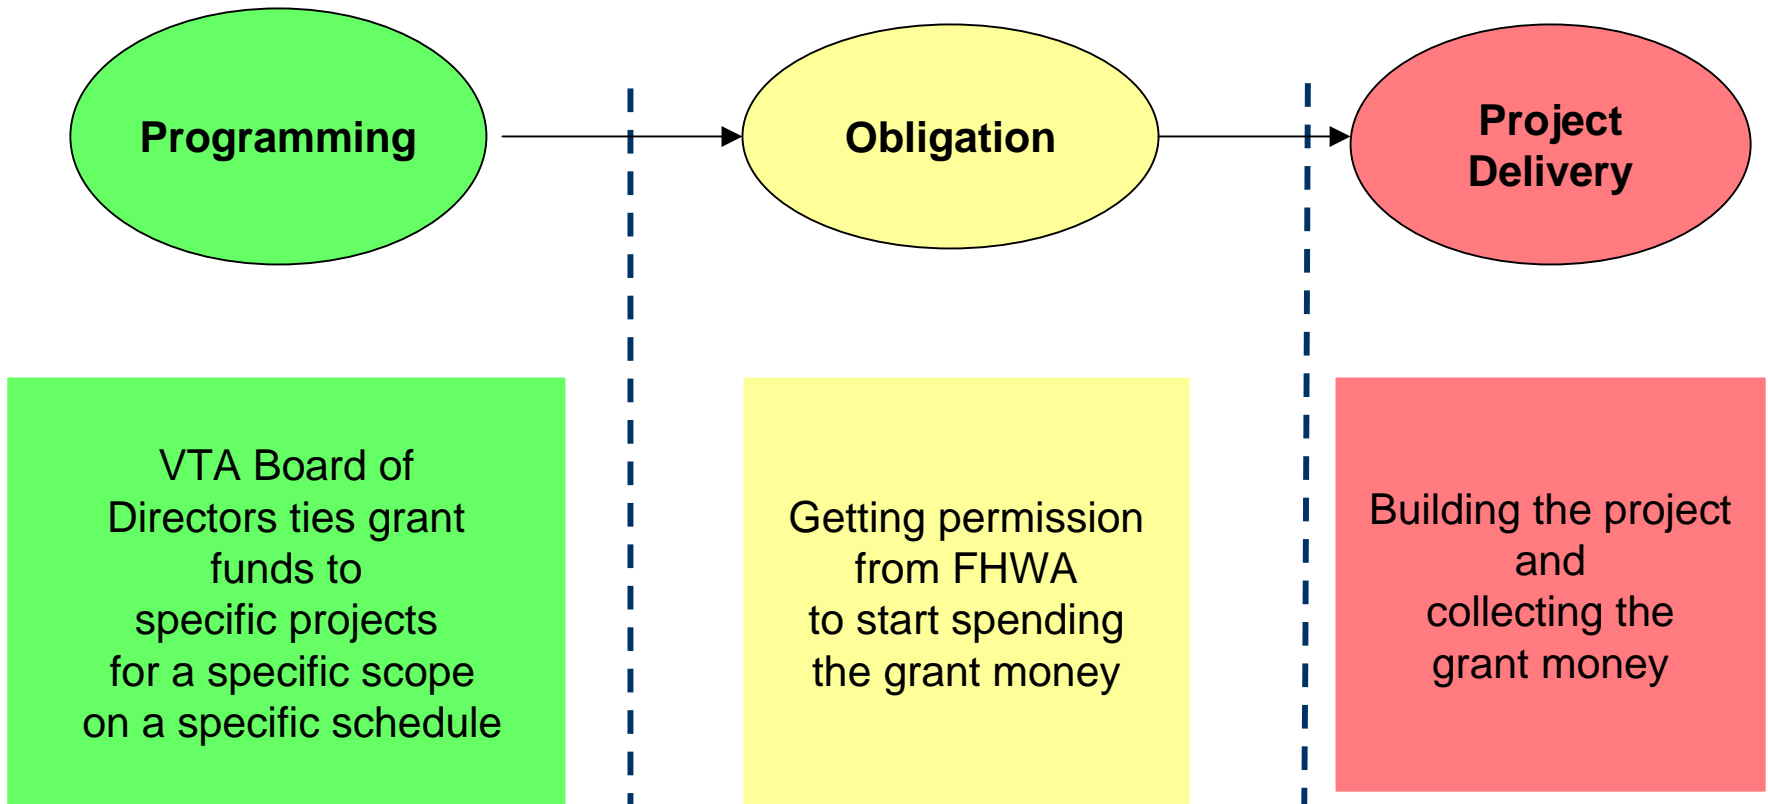 Programming
Obligation
Project
Delivery
VTA Board of
Directors ties grant
funds to
specific projects
for a specific scope
on a specific schedule
Getting permission
from FHWA
to start spending
the grant money
Building the project
and
collecting the
grant money